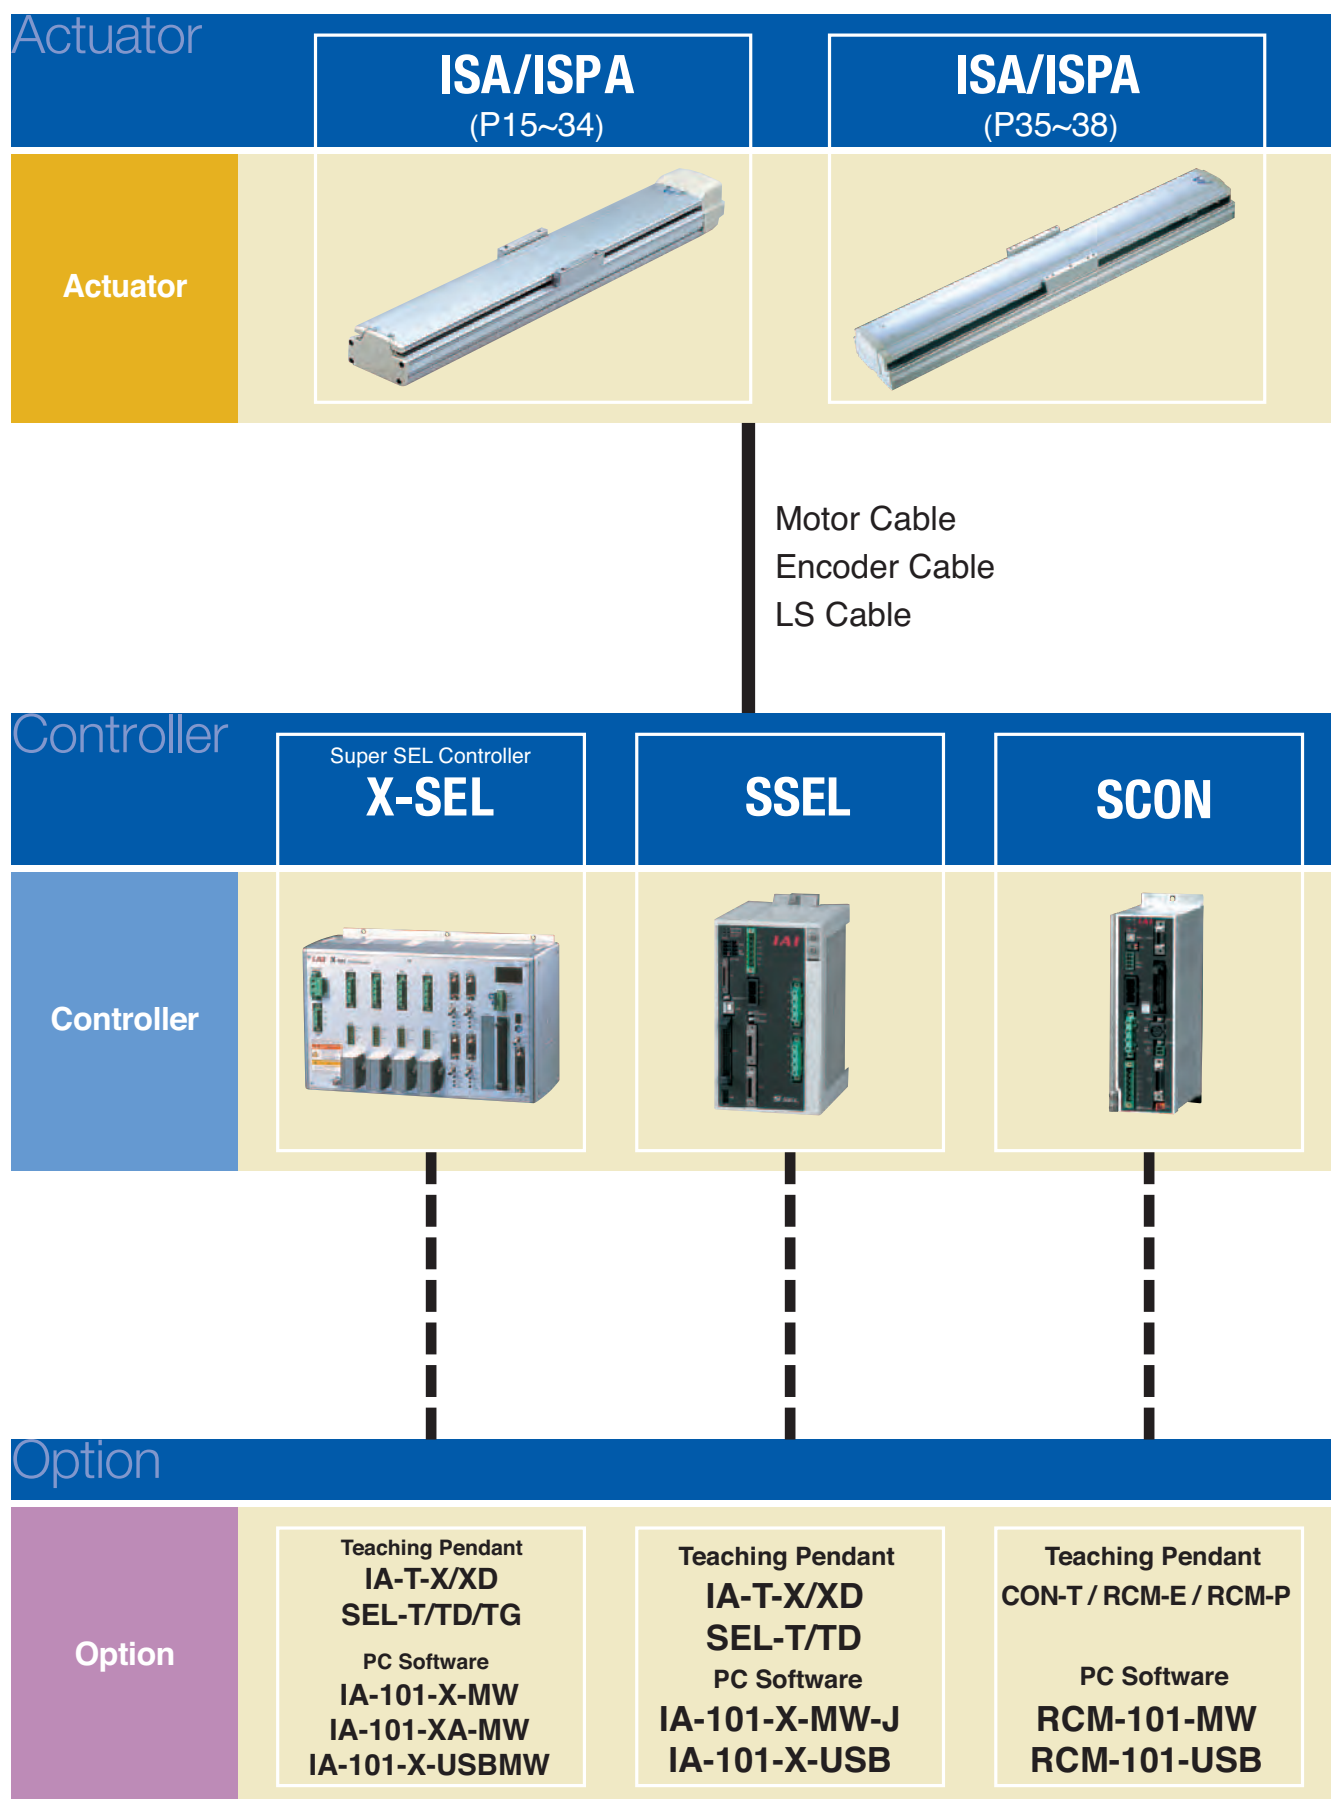 Actuator
ISA/ISPA
(P15~34)
ISA/ISPA
(P35~38)
Actuator
Motor Cable
Encoder Cable
LS Cable
Controller
Super SEL Controller
X-SEL
SSEL
SCON
Controller
IAI
IAI
IAI
Option
Option
Teaching Pendant
IA-T-X/XD
SEL-T/TD/TG
PC Software
IA-101-X-MW
IA-101-XA-MW
IA-101-X-USBMW
Teaching Pendant
IA-T-X/XD
SEL-T/TD
PC Software
IA-101-X-MW-J
IA-101-X-USB
Teaching Pendant
CON-T / RCM-E / RCM-P
PC Software
RCM-101-MW
RCM-101-USB